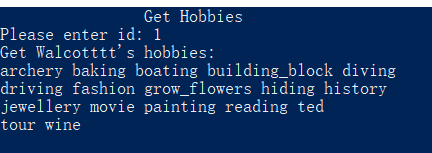 Get Hobbies
Please enter id: 1
Get Walcotttt's hobbies:
archery baking boating building_block diving
driving fashion grow_flowers hiding history
jewellery movie painting reading ted
tour wine